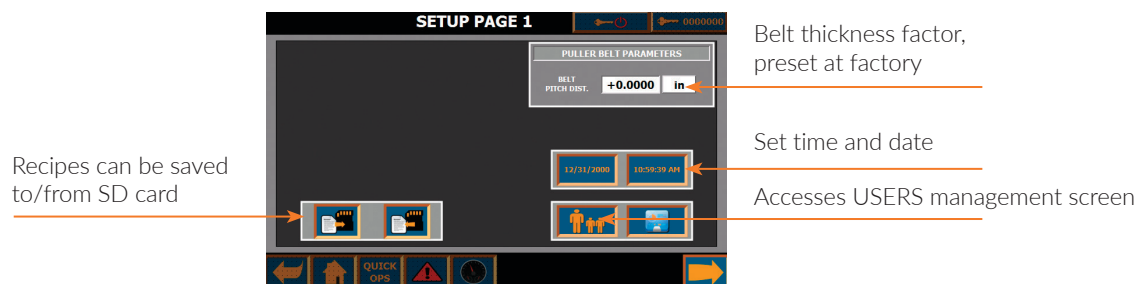 SETUP PAGE 1
0000000
Belt thickness factor,
preset at factory
PULLER BELT PARAMETERS
BELT
PITCH DIST.
+0.0000
in
Set time and date
12/31/2000
10:59:39 AM
Recipes can be saved
to/from SD card
Accesses USERS management screen
QUICK
OPS